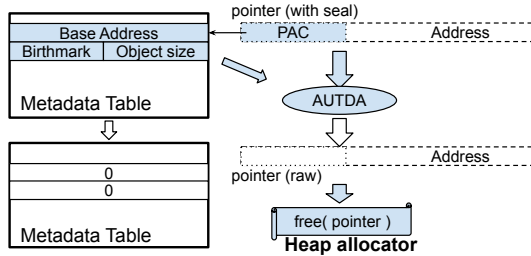 pointer (with seal)
Base Address
PAC
Address
Birthmark
Object size
AUTDA
Metadata Table
Address
0
pointer (raw)
0
free( pointer )
Metadata Table
Heap allocator